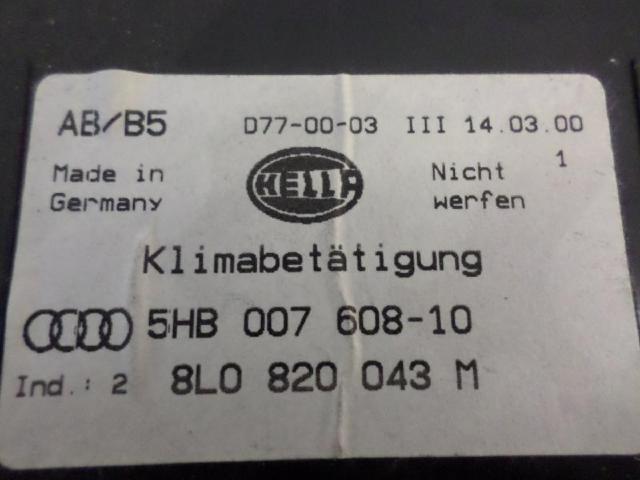 AB/B5 D77-00-03 III 14.03.00
Made in Germany
HELLA
Nicht werfen 1
Klimabetätigung
5HB 007 608-10
Ind.: 2 8L0 820 043 M